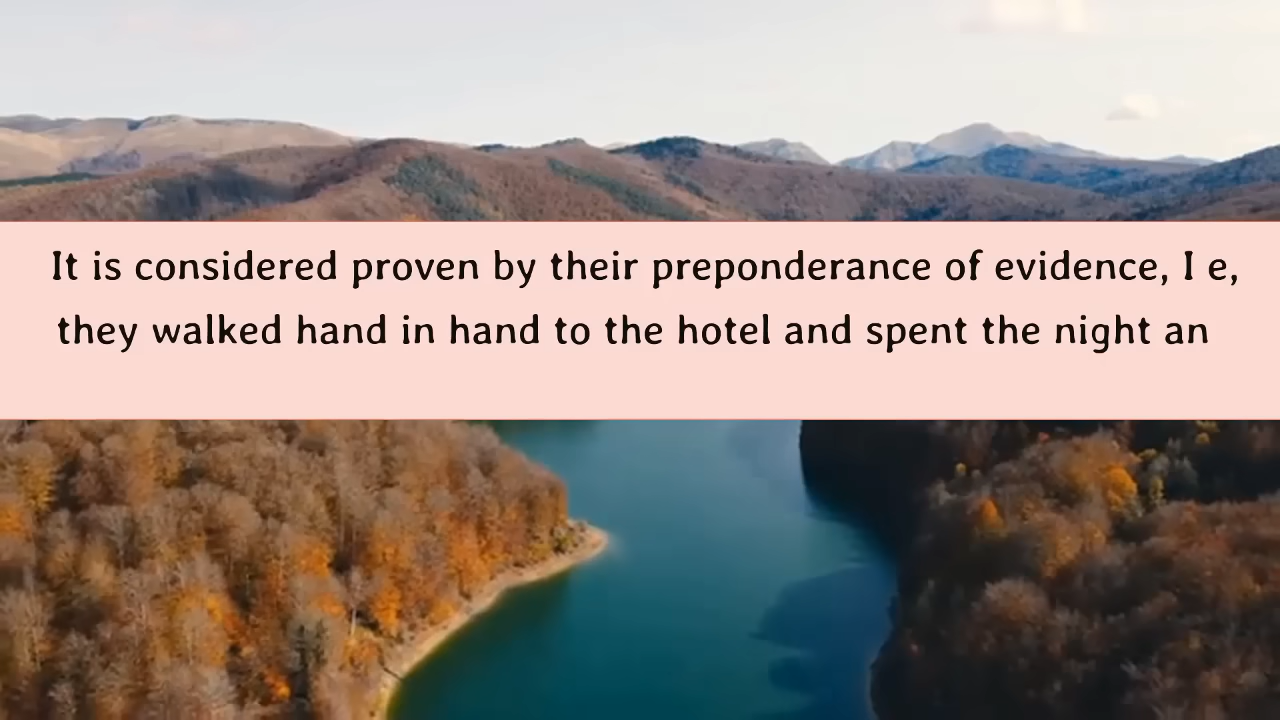 It is considered proven by their preponderance of evidence, I e,
they walked hand in hand to the hotel and spent the night an